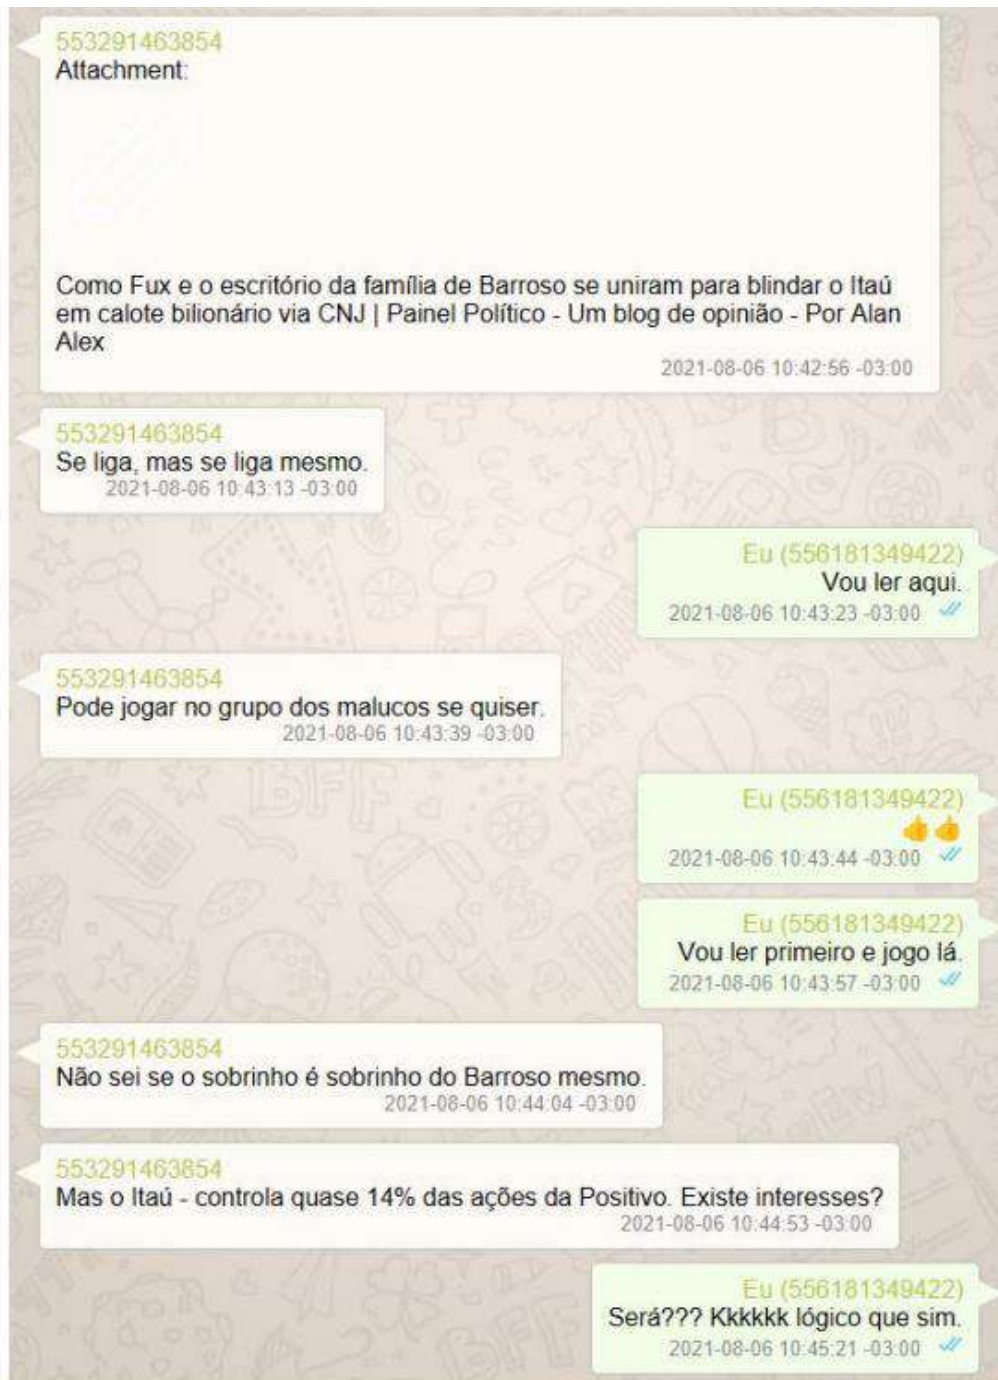 553291463854
Attachment:
Como Fux e o escritório da família de Barroso se uniram para blindar o Itaú
em calote bilionário via CNJ | Painel Político - Um blog de opinião - Por Alan
Alex
2021-08-06 10:42:56 -03:00
553291463854
Se liga, mas se liga mesmo.
2021-08-06 10:43:13 -03:00
Eu (556181349422)
Vou ler aqui.
2021-08-06 10:43:23 -03:00
553291463854
Pode jogar no grupo dos malucos se quiser.
2021-08-06 10:43:39 -03:00
Eu (556181349422)
👍👍
2021-08-06 10:43:44 -03:00
Eu (556181349422)
Vou ler primeiro e jogo lá.
2021-08-06 10:43:57 -03:00
553291463854
Não sei se o sobrinho é sobrinho do Barroso mesmo.
2021-08-06 10:44:04 -03:00
553291463854
Mas o Itaú - controla quase 14% das ações da Positivo. Existe interesses?
2021-08-06 10:44:53 -03:00
Eu (556181349422)
Será??? Kkkkkk lógico que sim.
2021-08-06 10:45:21 -03:00